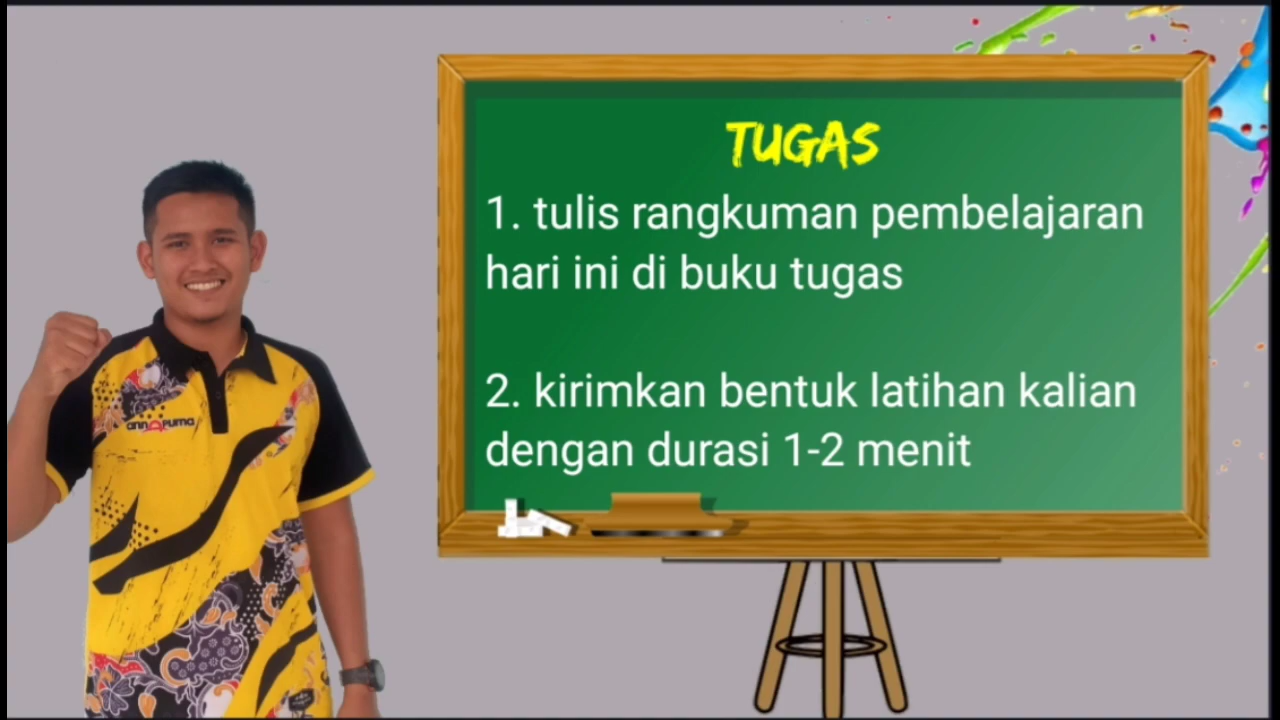 TUGAS
1. tulis rangkuman pembelajaran
hari ini di buku tugas
2. kirimkan bentuk latihan kalian
dengan durasi 1-2 menit